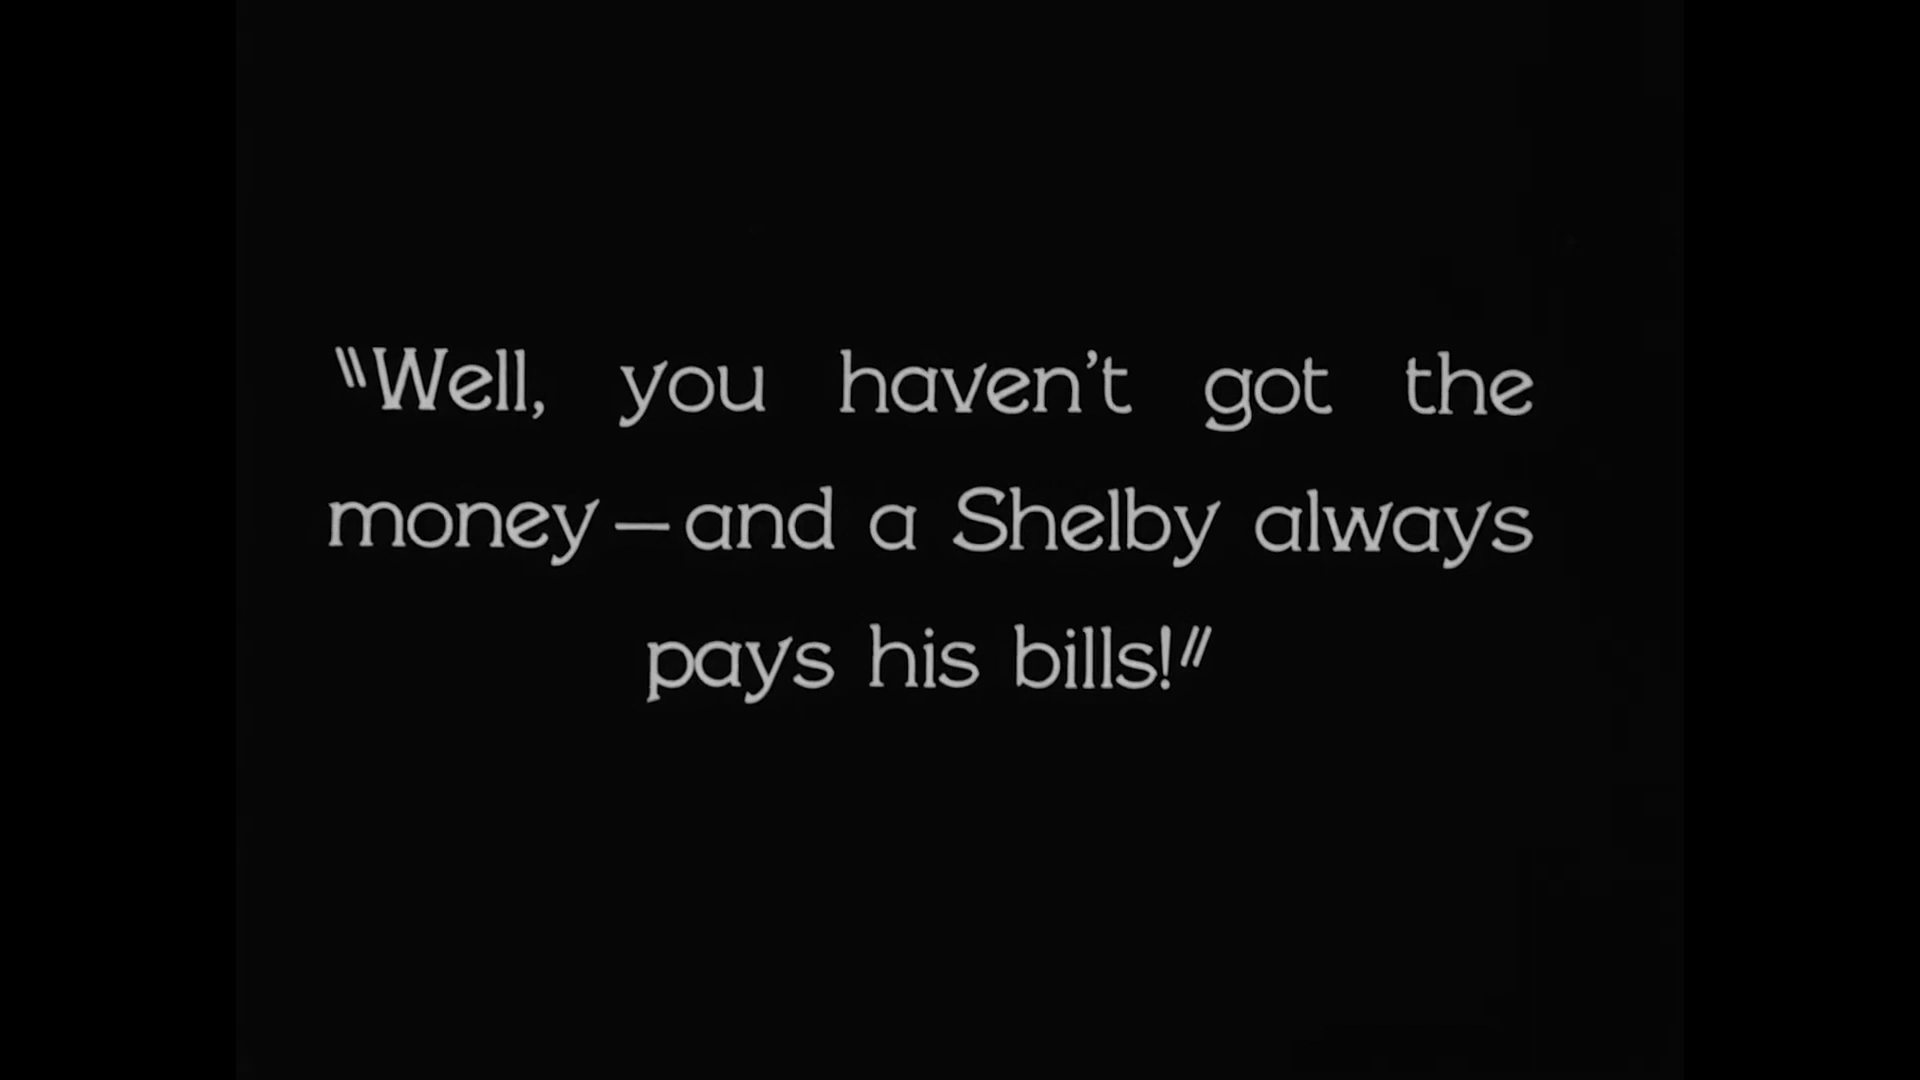 "Well, you haven't got the
money—and a Shelby always
pays his bills!"